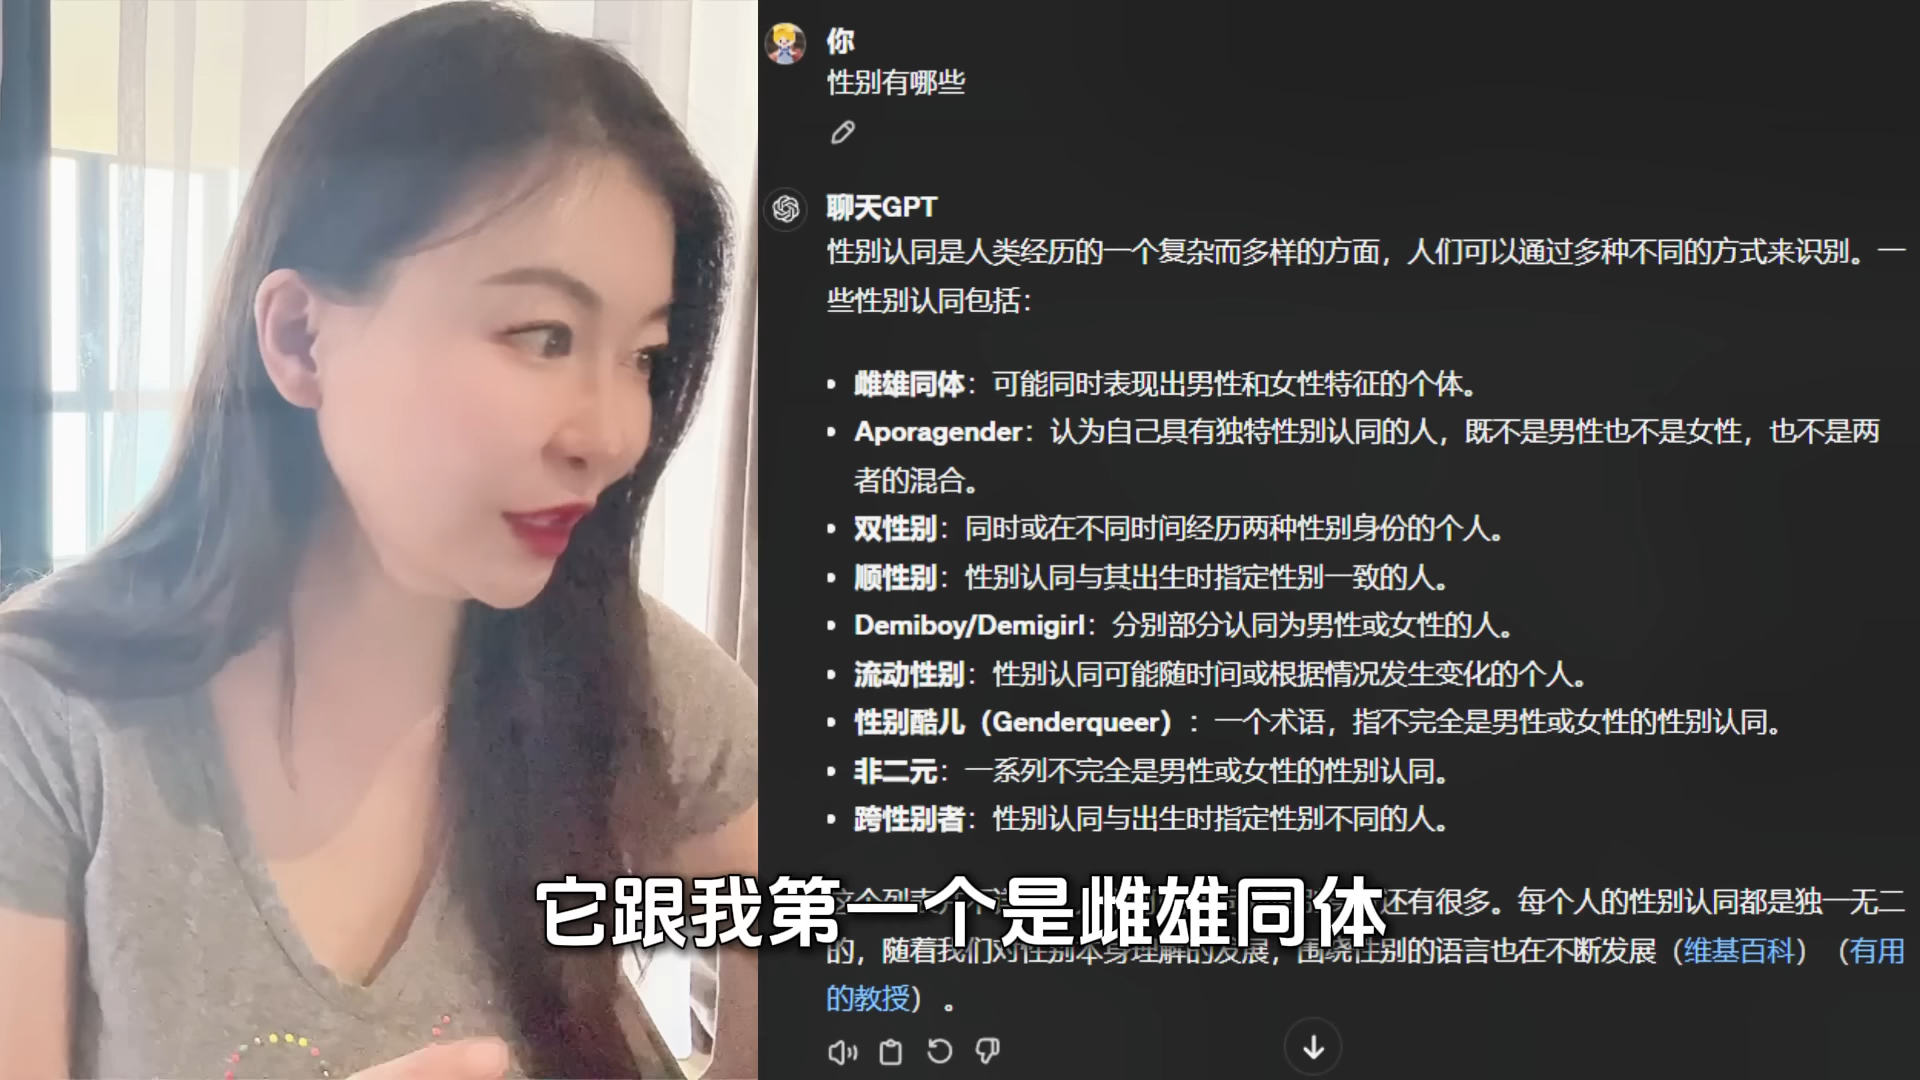 你
性别有哪些
聊天GPT
性别认同是人类经历的一个复杂而多样的方面，人们可以通过多种不同的方式来识别。一
些性别认同包括：
• 雌雄同体：可能同时表现出男性和女性特征的个体。
• Aporagender：认为自己具有独特性别认同的人，既不是男性也不是女性，也不是两
者的混合。
• 双性别：同时或在不同时间经历两种性别身份的个人。
• 顺性别：性别认同与其出生时指定性别一致的人。
• Demiboy/Demigirl：分别部分认同为男性或女性的人。
• 流动性别：性别认同可能随时间或根据情况发生变化的个人。
• 性别酷儿（Genderqueer）：一个术语，指不完全是男性或女性的性别认同。
• 非二元：一系列不完全是男性或女性的性别认同。
• 跨性别者：性别认同与出生时指定性别不同的人。
还有很多。每个人的性别认同都是独一无二
的，随着我们对性别本身理解的发展，围绕性别的语言也在不断发展（维基百科）（有用
的教授）。
它跟我第一个是雌雄同体